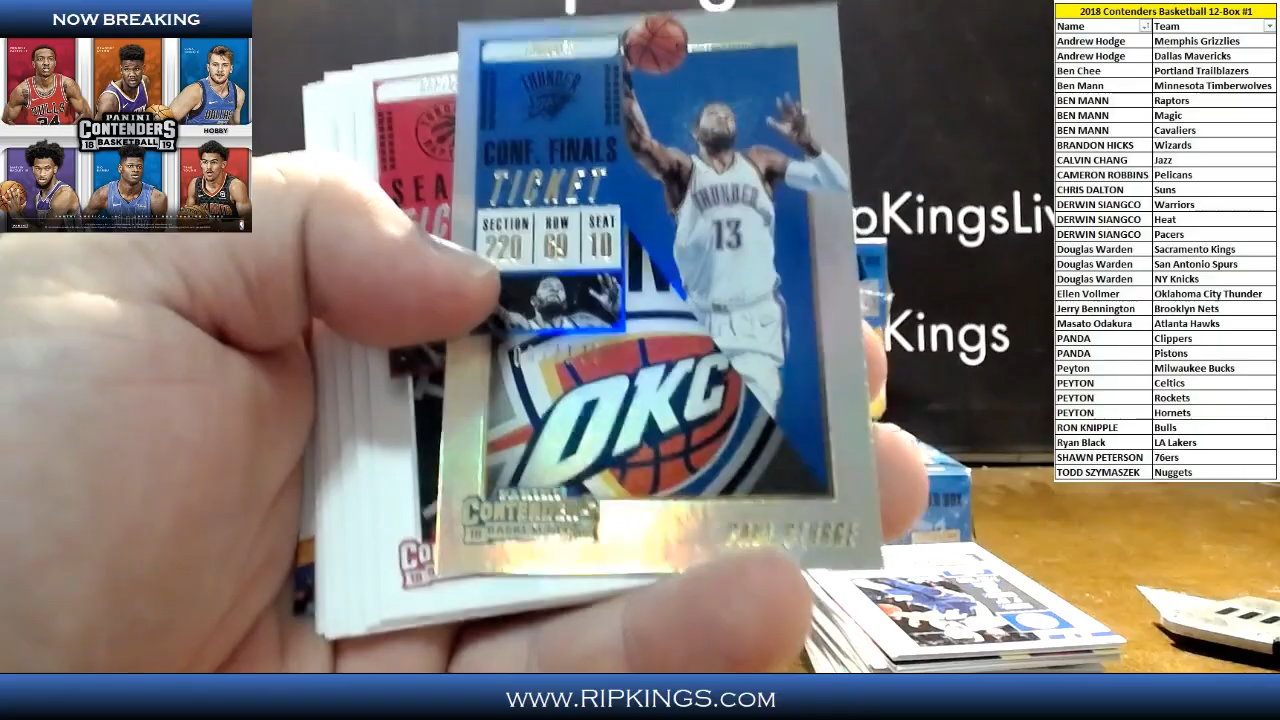 NOW BREAKING
PANINI
CONTENDERS
18 BASKETBALL 19
HOBBY
THUNDER
CONF. FINALS
TICKET
SECTION ROW SEAT
220 69 10
THUNDER
13
OKC
PANINI
CONTENDERS
PAUL GEORGE
SEA
RipKingsLiv
Kings
2018 Contenders Basketball 12-Box #1
Name Team
Andrew Hodge Memphis Grizzlies
Andrew Hodge Dallas Mavericks
Ben Chee Portland Trailblazers
Ben Mann Minnesota Timberwolves
BEN MANN Raptors
BEN MANN Magic
BEN MANN Cavaliers
BRANDON HICKS Wizards
CALVIN CHANG Jazz
CAMERON ROBBINS Pelicans
CHRIS DALTON Suns
DERWIN SIANGCO Warriors
DERWIN SIANGCO Heat
DERWIN SIANGCO Pacers
Douglas Warden Sacramento Kings
Douglas Warden San Antonio Spurs
Douglas Warden NY Knicks
Ellen Vollmer Oklahoma City Thunder
Jerry Bennington Brooklyn Nets
Masato Odakura Atlanta Hawks
PANDA Clippers
PANDA Pistons
Peyton Milwaukee Bucks
PEYTON Celtics
PEYTON Rockets
PEYTON Hornets
RON KNIPPLE Bulls
Ryan Black LA Lakers
SHAWN PETERSON 76ers
TODD SZYMASZEK Nuggets
WWW.RIPKINGS.COM